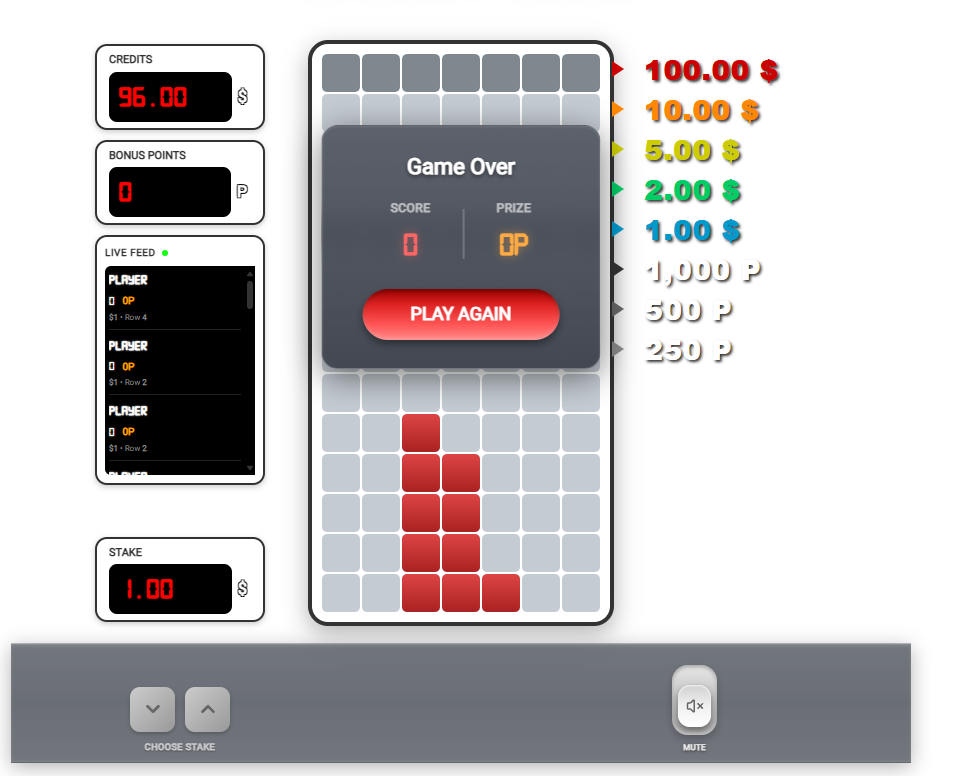 CREDITS
96.00 $
BONUS POINTS
0 P
LIVE FEED
PLAYER
0 0P
$1 • Row 4
PLAYER
0 0P
$1 • Row 2
PLAYER
0 0P
$1 • Row 2
PLAYER
STAKE
1.00 $
Game Over
SCORE PRIZE
0 0P
PLAY AGAIN
100.00 $
10.00 $
5.00 $
2.00 $
1.00 $
1,000 P
500 P
250 P
CHOOSE STAKE
MUTE